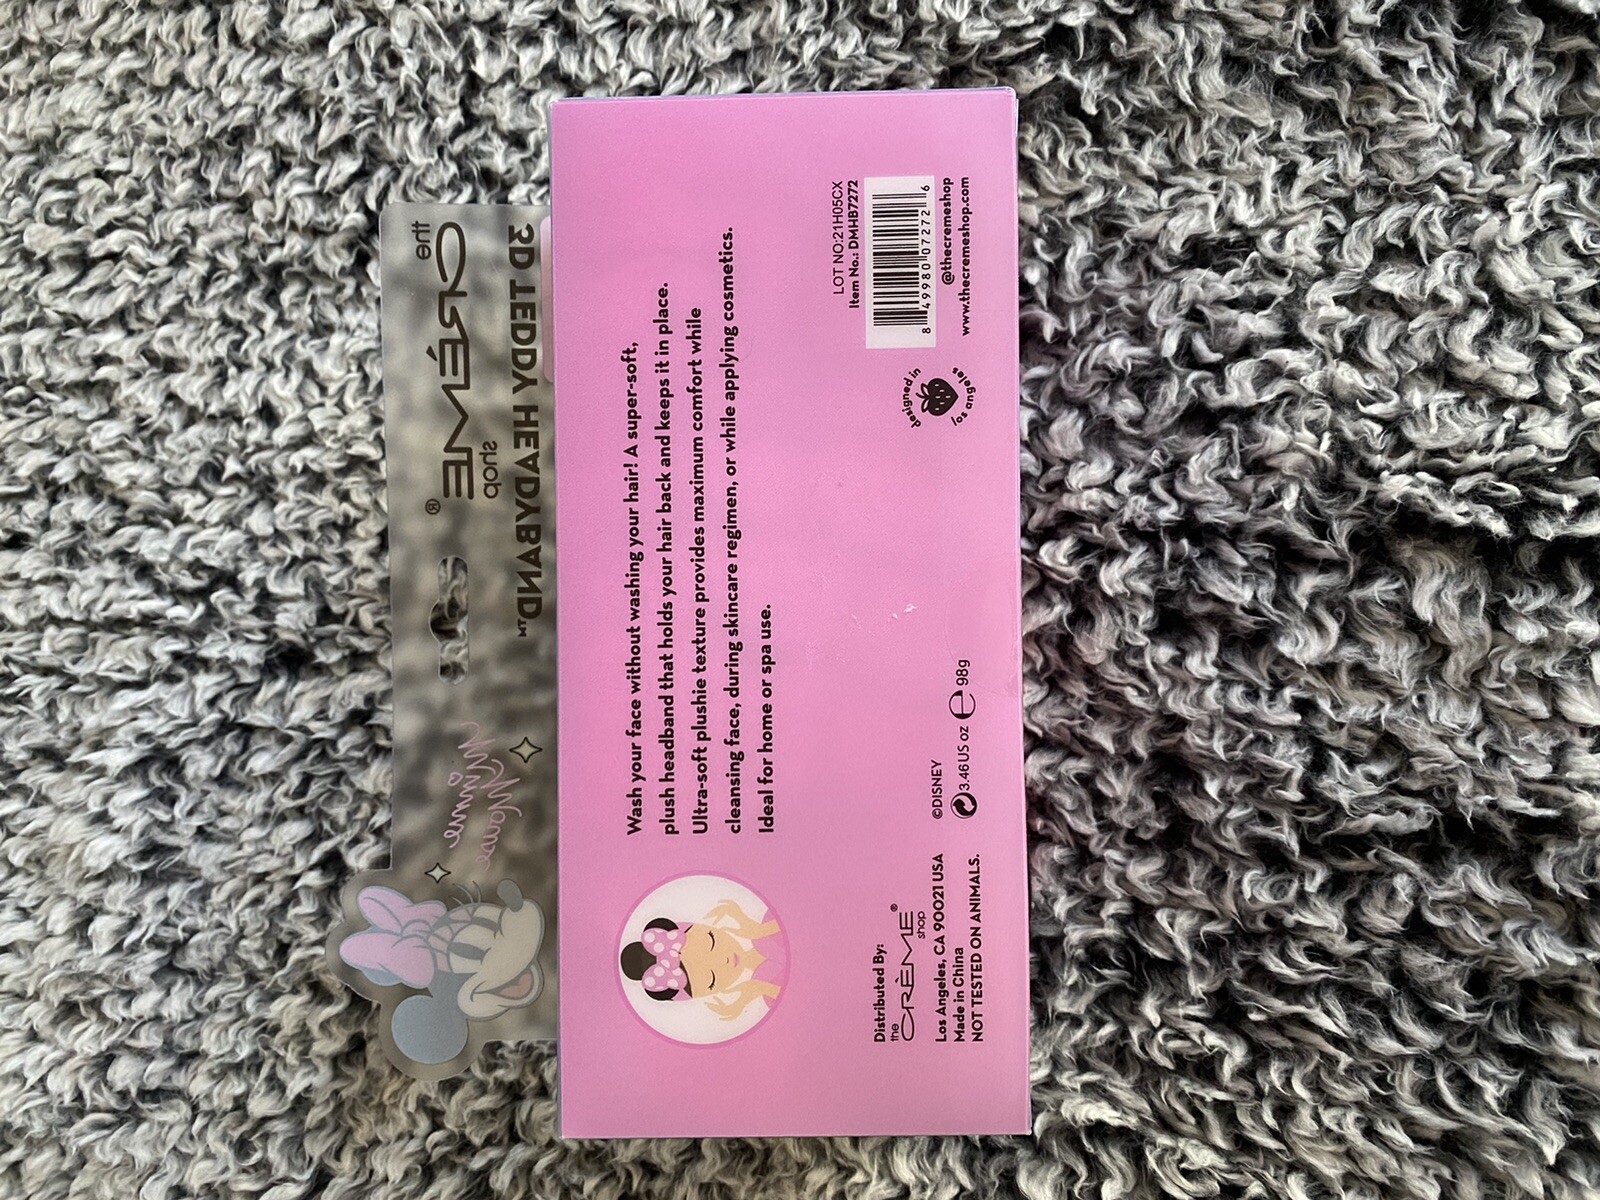 the
CRÉME
shop
®
3D TEDDY HEADYBAND™
Minnie
Mouse
Wash your face without washing your hair! A super-soft,
plush headband that holds your hair back and keeps it in place.
Ultra-soft plushie texture provides maximum comfort while
cleansing face, during skincare regimen, or while applying cosmetics.
Ideal for home or spa use.
Distributed By:
the
CRÈME
shop
®
Los Angeles, CA 90021 USA
Made in China
NOT TESTED ON ANIMALS.
©DISNEY
3.46 US oz ℮ 98g
designed in
los angeles
LOT NO:21H05CX
Item No.: DMHB7272
8 49980 07272 6
@thecremeshop
www.thecremeshop.com